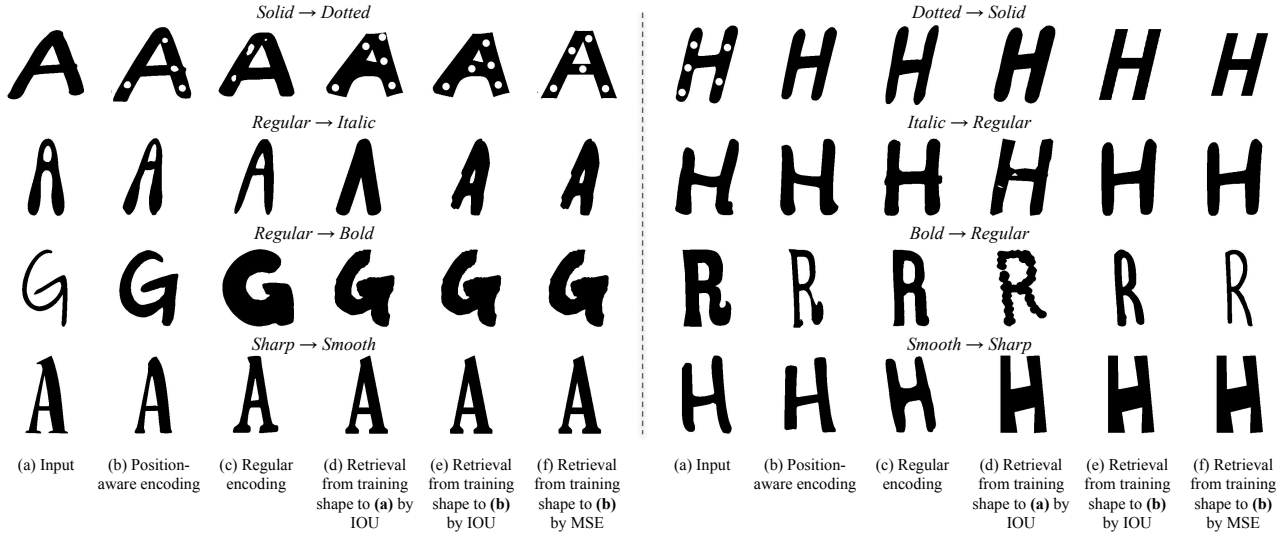 Solid → Dotted
A A A A A A
Regular → Italic
A A A A A A
Regular → Bold
G G G G G G
Sharp → Smooth
A A A A A A
(a) Input
(b) Position-
aware encoding
(c) Regular
encoding
(d) Retrieval
from training
shape to (a) by
IOU
(e) Retrieval
from training
shape to (b)
by IOU
(f) Retrieval
from training
shape to (b)
by MSE
Dotted → Solid
H H H H H H
Italic → Regular
H H H H H H
Bold → Regular
R R R R R R
Smooth → Sharp
H H H H H H
(a) Input
(b) Position-
aware encoding
(c) Regular
encoding
(d) Retrieval
from training
shape to (a) by
IOU
(e) Retrieval
from training
shape to (b)
by IOU
(f) Retrieval
from training
shape to (b)
by MSE